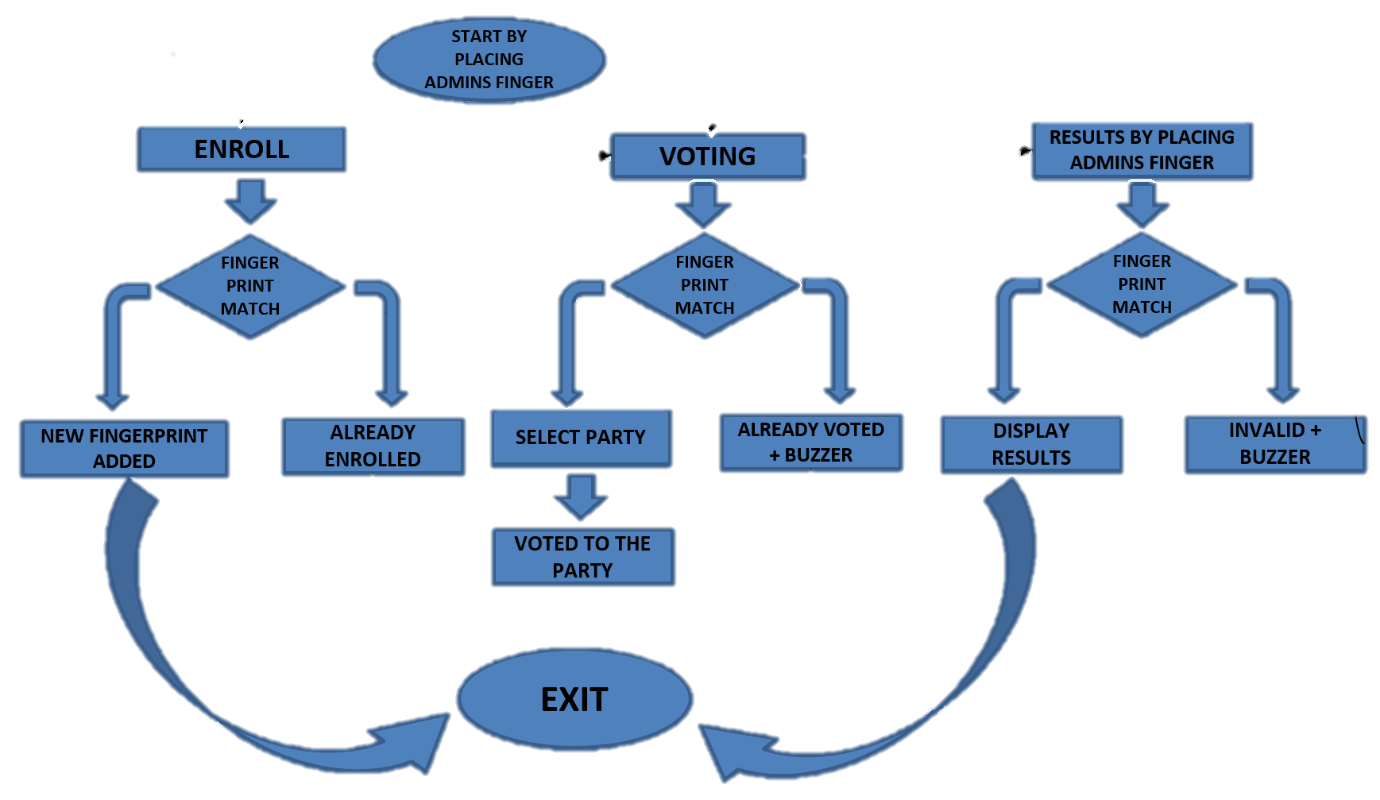 START BY
PLACING
ADMINS FINGER
ENROLL
VOTING
RESULTS BY PLACING
ADMINS FINGER
FINGER
PRINT
MATCH
FINGER
PRINT
MATCH
FINGER
PRINT
MATCH
NEW FINGERPRINT
ADDED
ALREADY
ENROLLED
SELECT PARTY
ALREADY VOTED
+ BUZZER
DISPLAY
RESULTS
INVALID +
BUZZER
VOTED TO THE
PARTY
EXIT